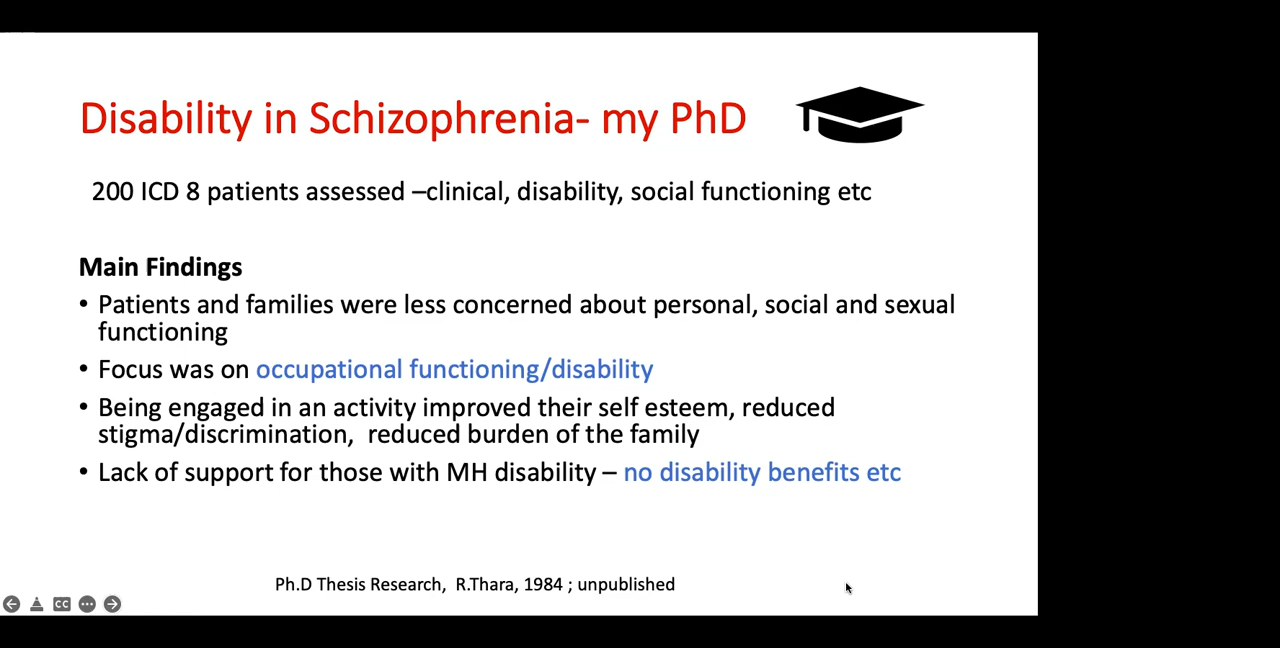 Disability in Schizophrenia- my PhD
200 ICD 8 patients assessed –clinical, disability, social functioning etc
Main Findings
• Patients and families were less concerned about personal, social and sexual
functioning
• Focus was on occupational functioning/disability
• Being engaged in an activity improved their self esteem, reduced
stigma/discrimination,  reduced burden of the family
• Lack of support for those with MH disability – no disability benefits etc
Ph.D Thesis Research,  R.Thara, 1984 ; unpublished
CC